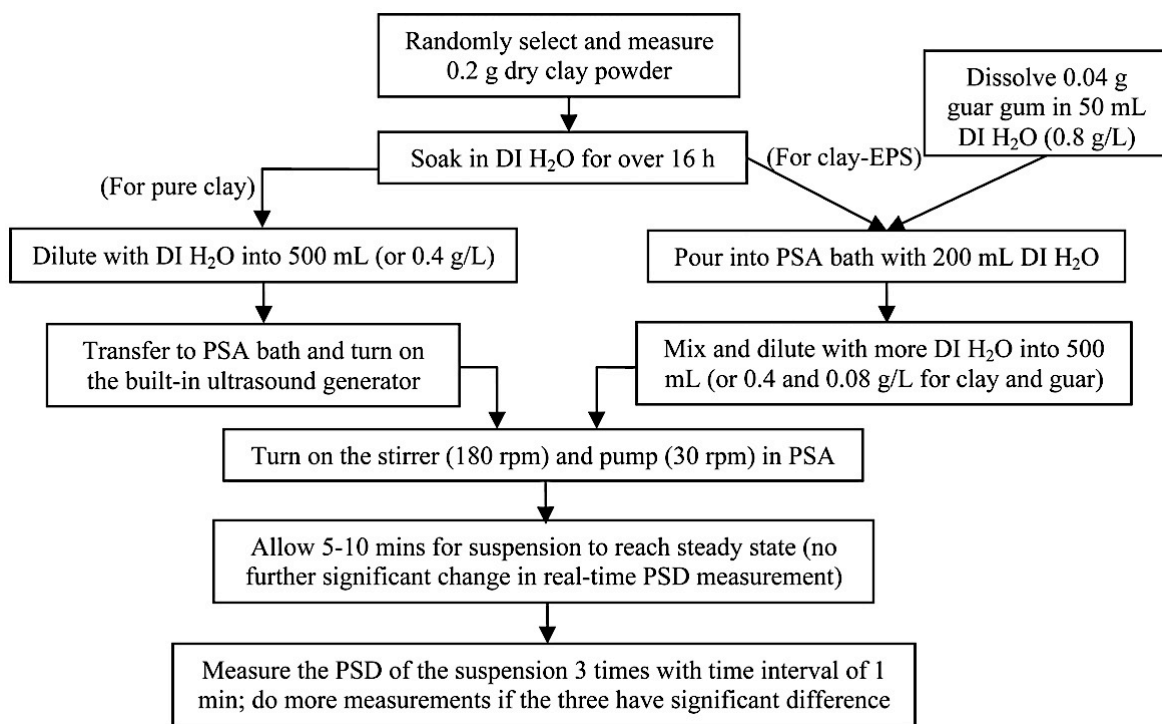 Randomly select and measure
0.2 g dry clay powder
Dissolve 0.04 g
guar gum in 50 mL
DI H₂O (0.8 g/L)
Soak in DI H₂O for over 16 h
(For pure clay)
(For clay-EPS)
Dilute with DI H₂O into 500 mL (or 0.4 g/L)
Pour into PSA bath with 200 mL DI H₂O
Transfer to PSA bath and turn on
the built-in ultrasound generator
Mix and dilute with more DI H₂O into 500
mL (or 0.4 and 0.08 g/L for clay and guar)
Turn on the stirrer (180 rpm) and pump (30 rpm) in PSA
Allow 5-10 mins for suspension to reach steady state (no
further significant change in real-time PSD measurement)
Measure the PSD of the suspension 3 times with time interval of 1
min; do more measurements if the three have significant difference